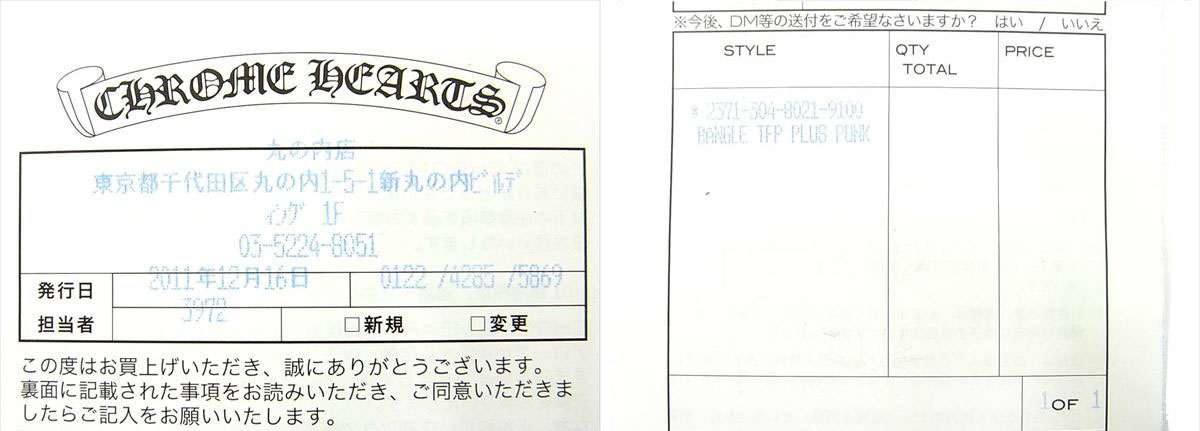 CHROME HEARTS®
丸の内店
東京都千代田区丸の内1-5-1新丸の内ﾋﾞﾙﾃﾞ
ｨﾝｸﾞ 1F
03-5224-8051
発行日 2011年12月16日 0122 /4285 /5869
担当者 3972 □新規 □変更
この度はお買上げいただき、誠にありがとうございます。
裏面に記載された事項をお読みいただき、ご同意いただきま
したらご記入をお願いいたします。
※今後、DM等の送付をご希望なさいますか? はい / いいえ
STYLE QTY TOTAL PRICE
* 2371-304-8021-9100
BANGLE TFP PLUS PUNK
1 OF 1